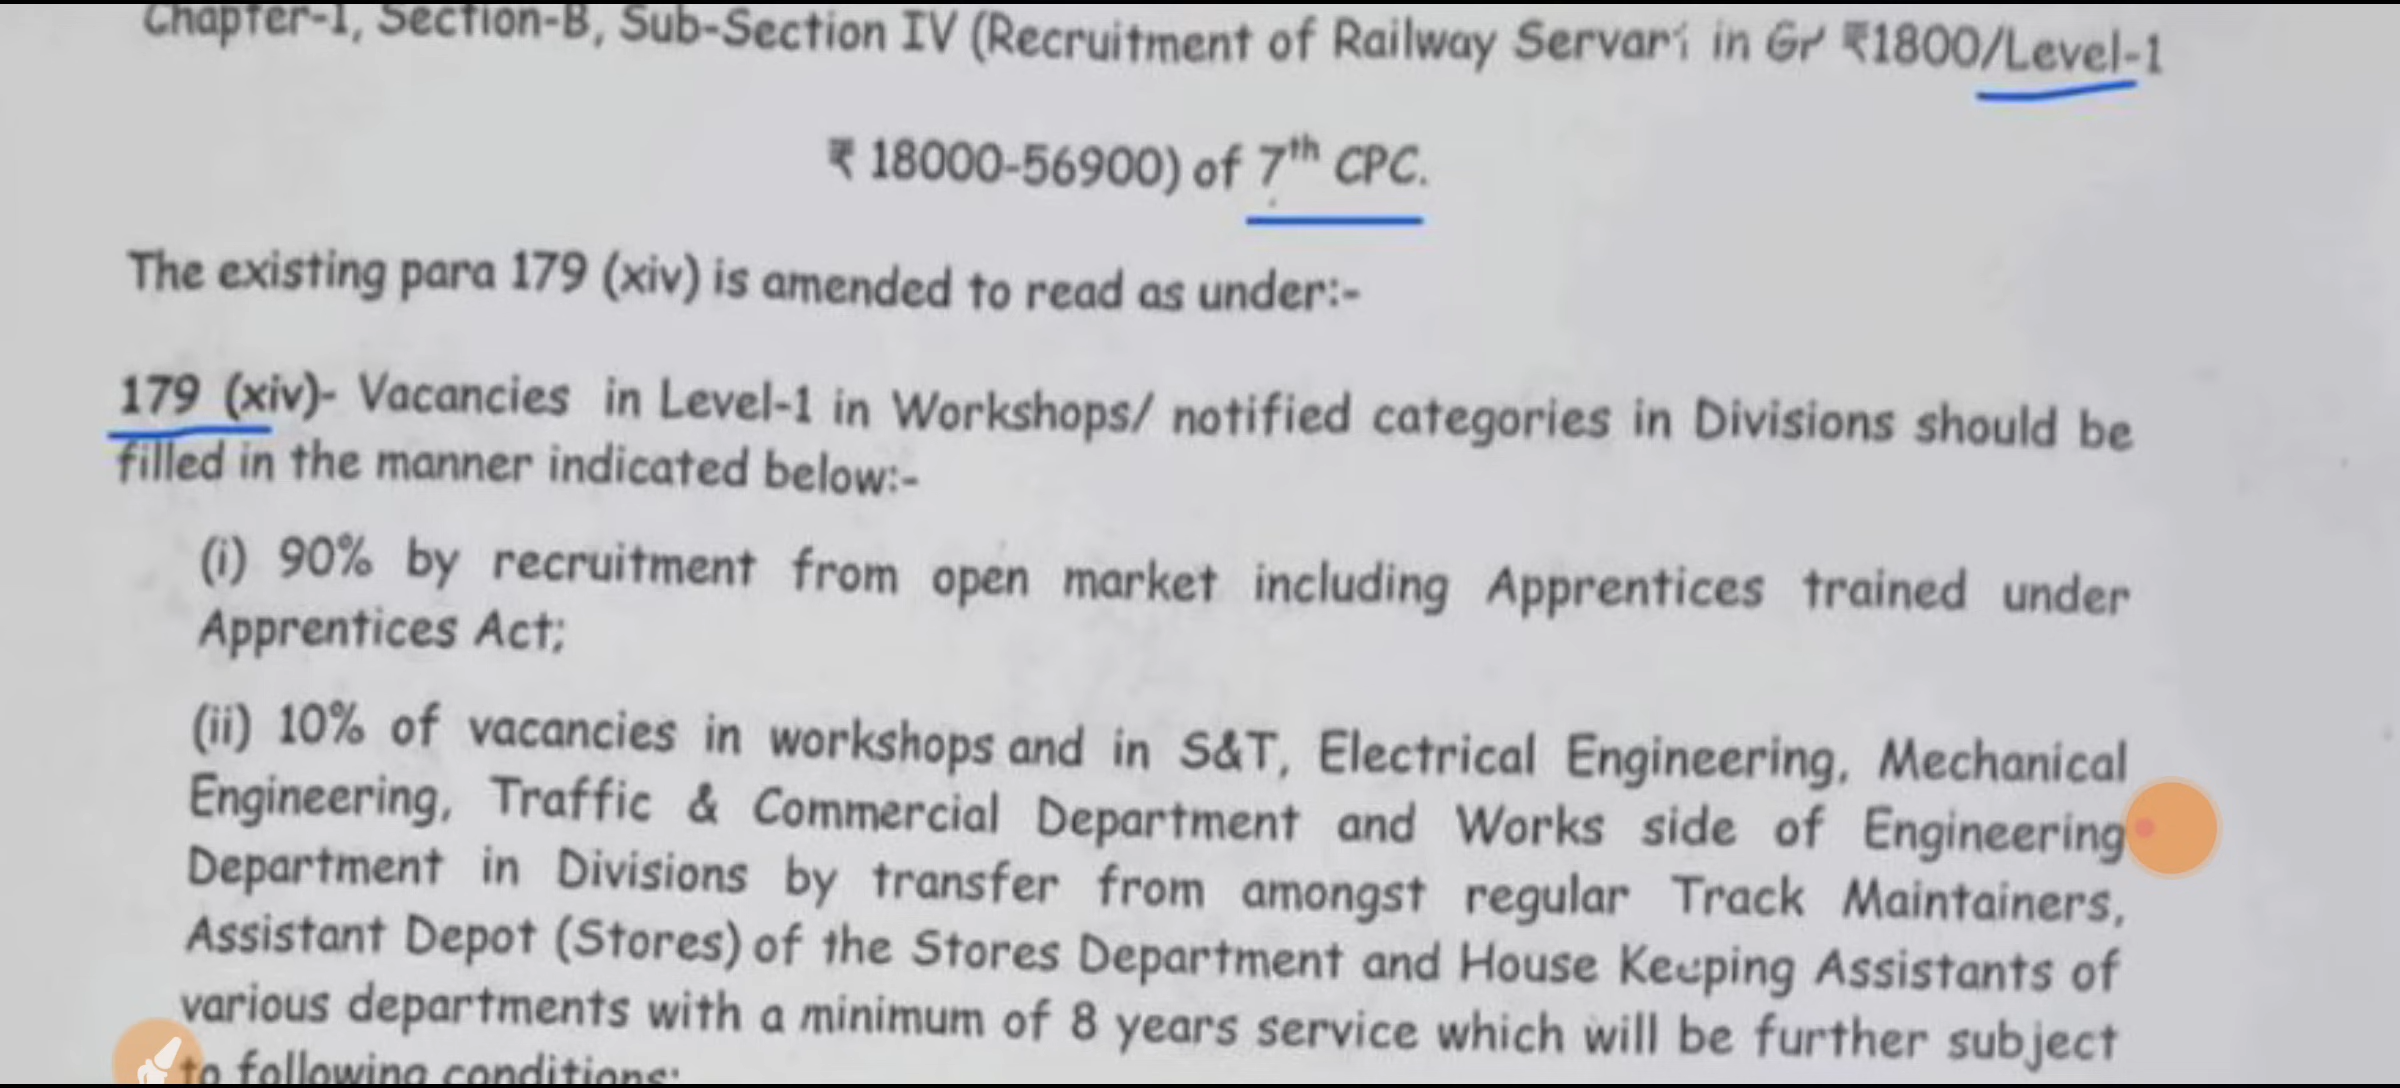 Chapter-1, Section-B, Sub-Section IV (Recruitment of Railway in ₹1800/Level-1
₹ 18000-56900) of 7th CPC.
The existing para 179 (xiv) is amended to read as under:-
179 (xiv)- Vacancies in Level-1 in Workshops/ notified categories in Divisions should be
filled in the manner indicated below:-
(i) 90% by recruitment from open market including Apprentices trained under
Apprentices Act;
(ii) 10% of vacancies in workshops and in S&T, Electrical Engineering, Mechanical
Engineering, Traffic & Commercial Department and Works side of Engineering
Department in Divisions by transfer from amongst regular Track Maintainers,
Assistant Depot (Stores) of the Stores Department and House Keeping Assistants of
various departments with a minimum of 8 years service which will be further subject
to following conditions: